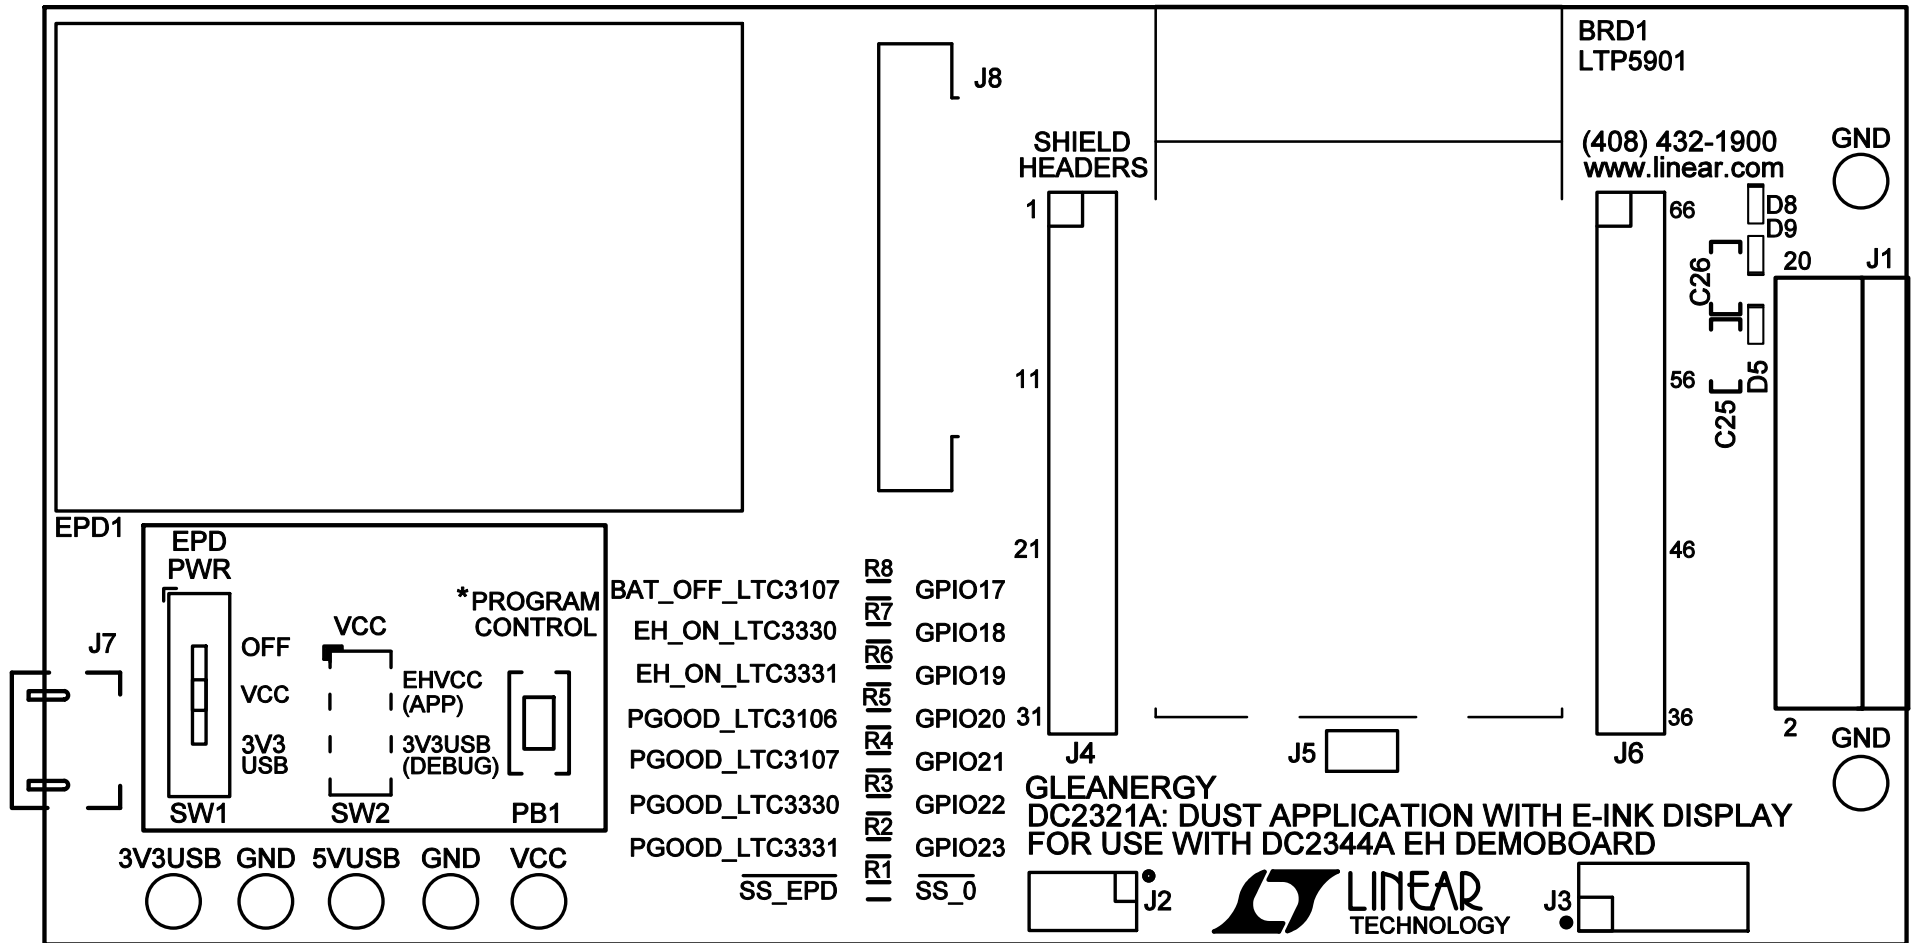 BRD1
LTP5901
J8
SHIELD
HEADERS
(408) 432-1900
www.linear.com
GND
1
66
D8
D9
C26
20
J1
11
56
D5
C25
EPD1
EPD
PWR
21
46
OFF
VCC
3V3
USB
SW1
VCC
EHVCC
(APP)
3V3USB
(DEBUG)
SW2
*PROGRAM
CONTROL
PB1
J7
R8
BAT_OFF_LTC3107 GPIO17
R7
EH_ON_LTC3330 GPIO18
R6
EH_ON_LTC3331 GPIO19
R5
PGOOD_LTC3106 GPIO20
R4
PGOOD_LTC3107 GPIO21
R3
PGOOD_LTC3330 GPIO22
R2
PGOOD_LTC3331 GPIO23
R1
SS_EPD SS_0
31
36
2
J4
J5
J6
GND
GLEANERGY
DC2321A: DUST APPLICATION WITH E-INK DISPLAY
FOR USE WITH DC2344A EH DEMOBOARD
3V3USB GND 5VUSB GND VCC
J2
LINEAR
TECHNOLOGY
J3